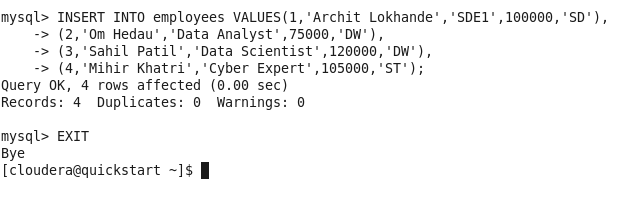 mysql> INSERT INTO employees VALUES(1,'Archit Lokhande','SDE1',100000,'SD'),
    -> (2,'Om Hedau','Data Analyst',75000,'DW'),
    -> (3,'Sahil Patil','Data Scientist',120000,'DW'),
    -> (4,'Mihir Khatri','Cyber Expert',105000,'ST');
Query OK, 4 rows affected (0.00 sec)
Records: 4  Duplicates: 0  Warnings: 0

mysql> EXIT
Bye
[cloudera@quickstart ~]$